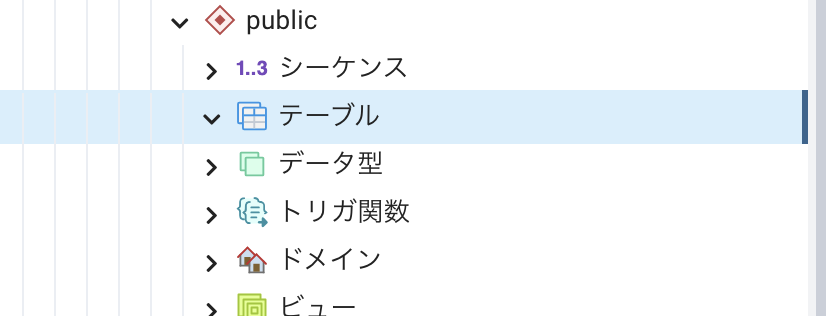 public
1..3 シーケンス
テーブル
データ型
トリガ関数
ドメイン
ビュー